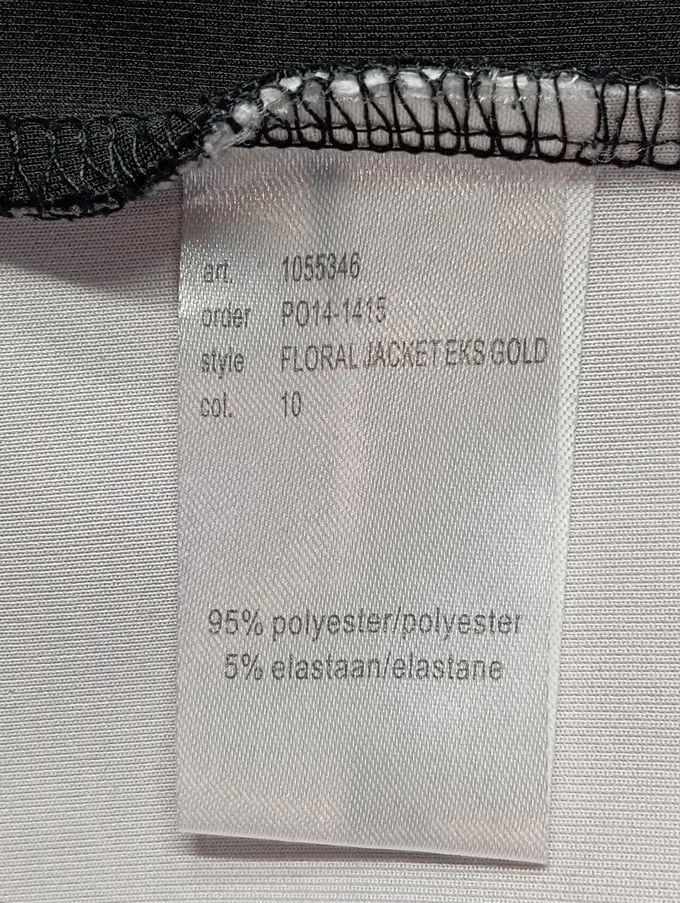 art. 1055346
order PO14-1415
style FLORAL JACKET EKS GOLD
col. 10
95% polyester/polyester
5% elastaan/elastane